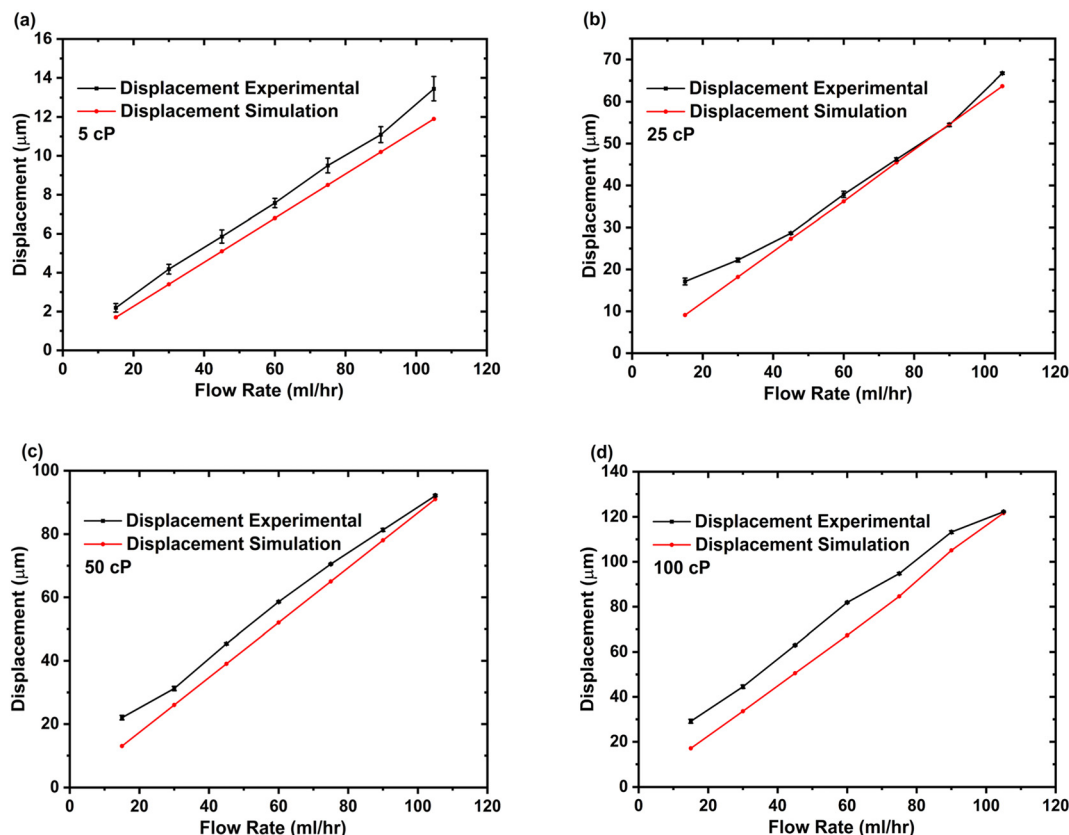 (a)
16
14
12
10
8
6
4
2
0
Displacement (μm)
Displacement Experimental
Displacement Simulation
5 cP
0 20 40 60 80 100 120
Flow Rate (ml/hr)
(b)
70
60
50
40
30
20
10
0
Displacement (μm)
Displacement Experimental
Displacement Simulation
25 cP
0 20 40 60 80 100 120
Flow Rate (ml/hr)
(c)
100
80
60
40
20
0
Displacement (μm)
Displacement Experimental
Displacement Simulation
50 cP
0 20 40 60 80 100 120
Flow Rate (ml/hr)
(d)
140
120
100
80
60
40
20
0
Displacement (μm)
Displacement Experimental
Displacement Simulation
100 cP
0 20 40 60 80 100 120
Flow Rate (ml/hr)